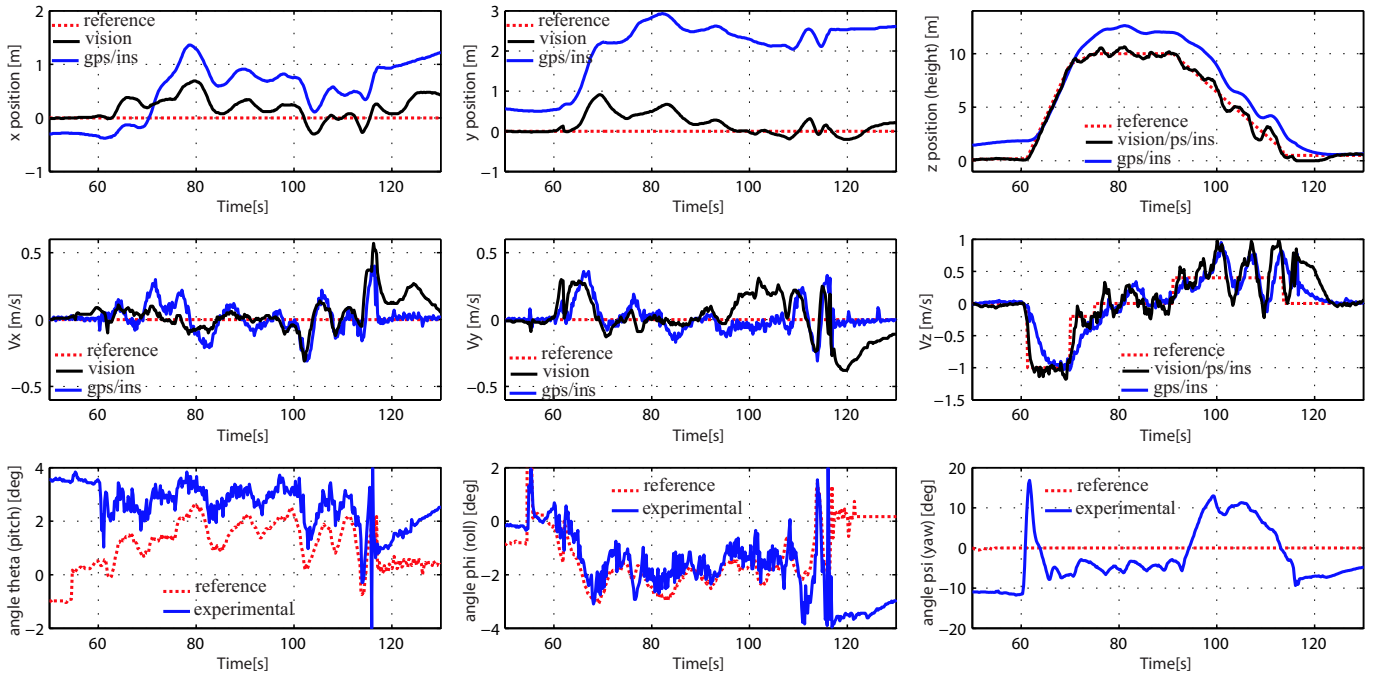 x position [m]
2
1
0
−1
reference
vision
gps/ins
60 80 100 120
Time[s]
y position [m]
3
2
1
0
−1
reference
vision
gps/ins
60 80 100 120
Time[s]
z position (height) [m]
10
5
0
reference
vision/ps/ins
gps/ins
60 80 100 120
Time[s]
Vx [m/s]
0.5
0
−0.5
reference
vision
gps/ins
60 80 100 120
Time[s]
Vy [m/s]
0.5
0
−0.5
reference
vision
gps/ins
60 80 100 120
Time[s]
Vz [m/s]
1
0.5
0
−0.5
−1
−1.5
reference
vision/ps/ins
gps/ins
60 80 100 120
Time[s]
angle theta (pitch) [deg]
4
2
0
−2
reference
experimental
60 80 100 120
Time[s]
angle phi (roll) [deg]
2
0
−2
−4
reference
experimental
60 80 100 120
Time[s]
angle psi (yaw) [deg]
20
10
0
−10
−20
reference
experimental
60 80 100 120
Time[s]